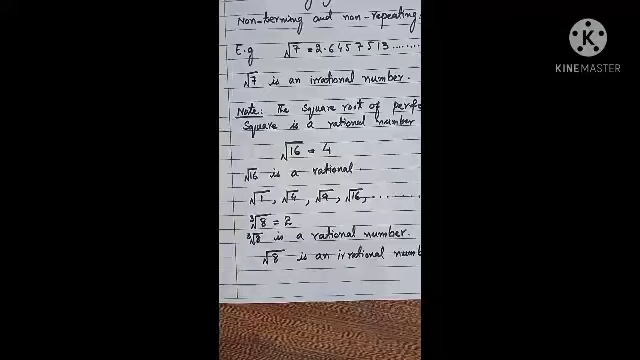 Non-terming and non-repeating
E.g √7 = 2.6457513........
√7 is an irrational number.
Note: The square root of perfe
square is a rational number
√16 = 4
√16 is a rational.
√1, √4, √9, √16, ........
∛8 = 2
∛8 is a rational number.
√8 is an irrational numb
KINEMASTER